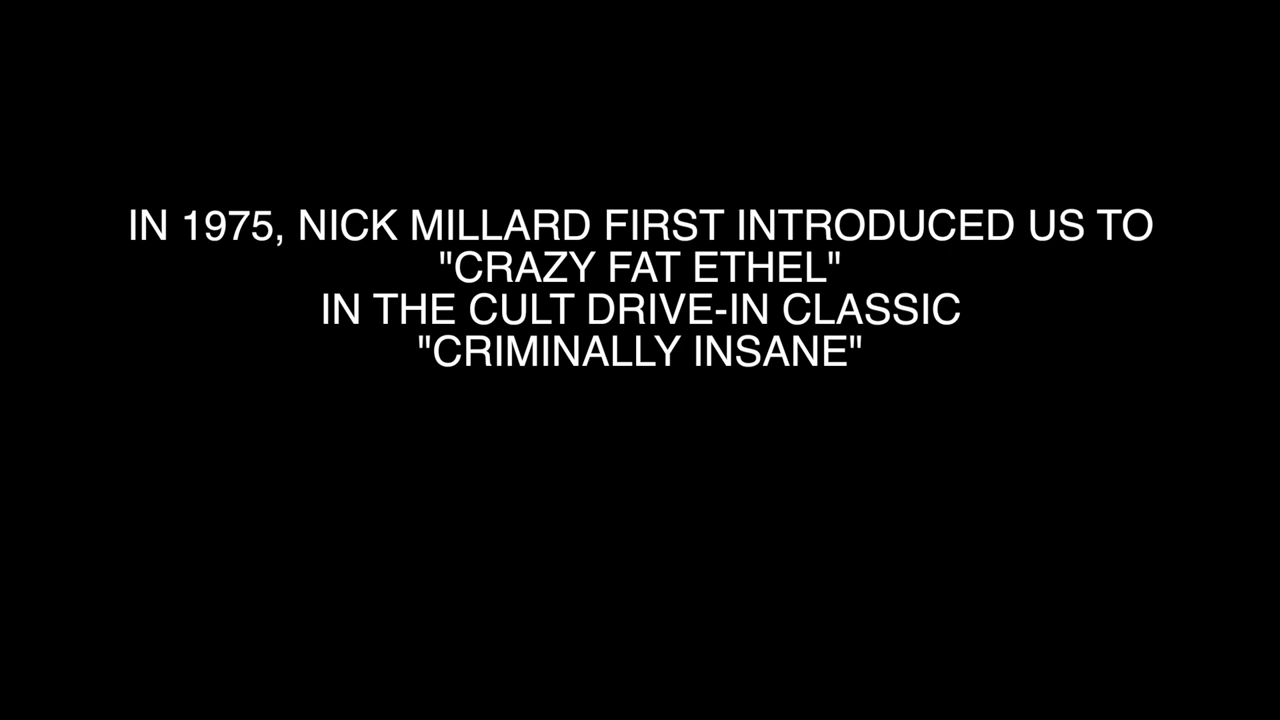 IN 1975, NICK MILLARD FIRST INTRODUCED US TO
"CRAZY FAT ETHEL"
IN THE CULT DRIVE-IN CLASSIC
"CRIMINALLY INSANE"